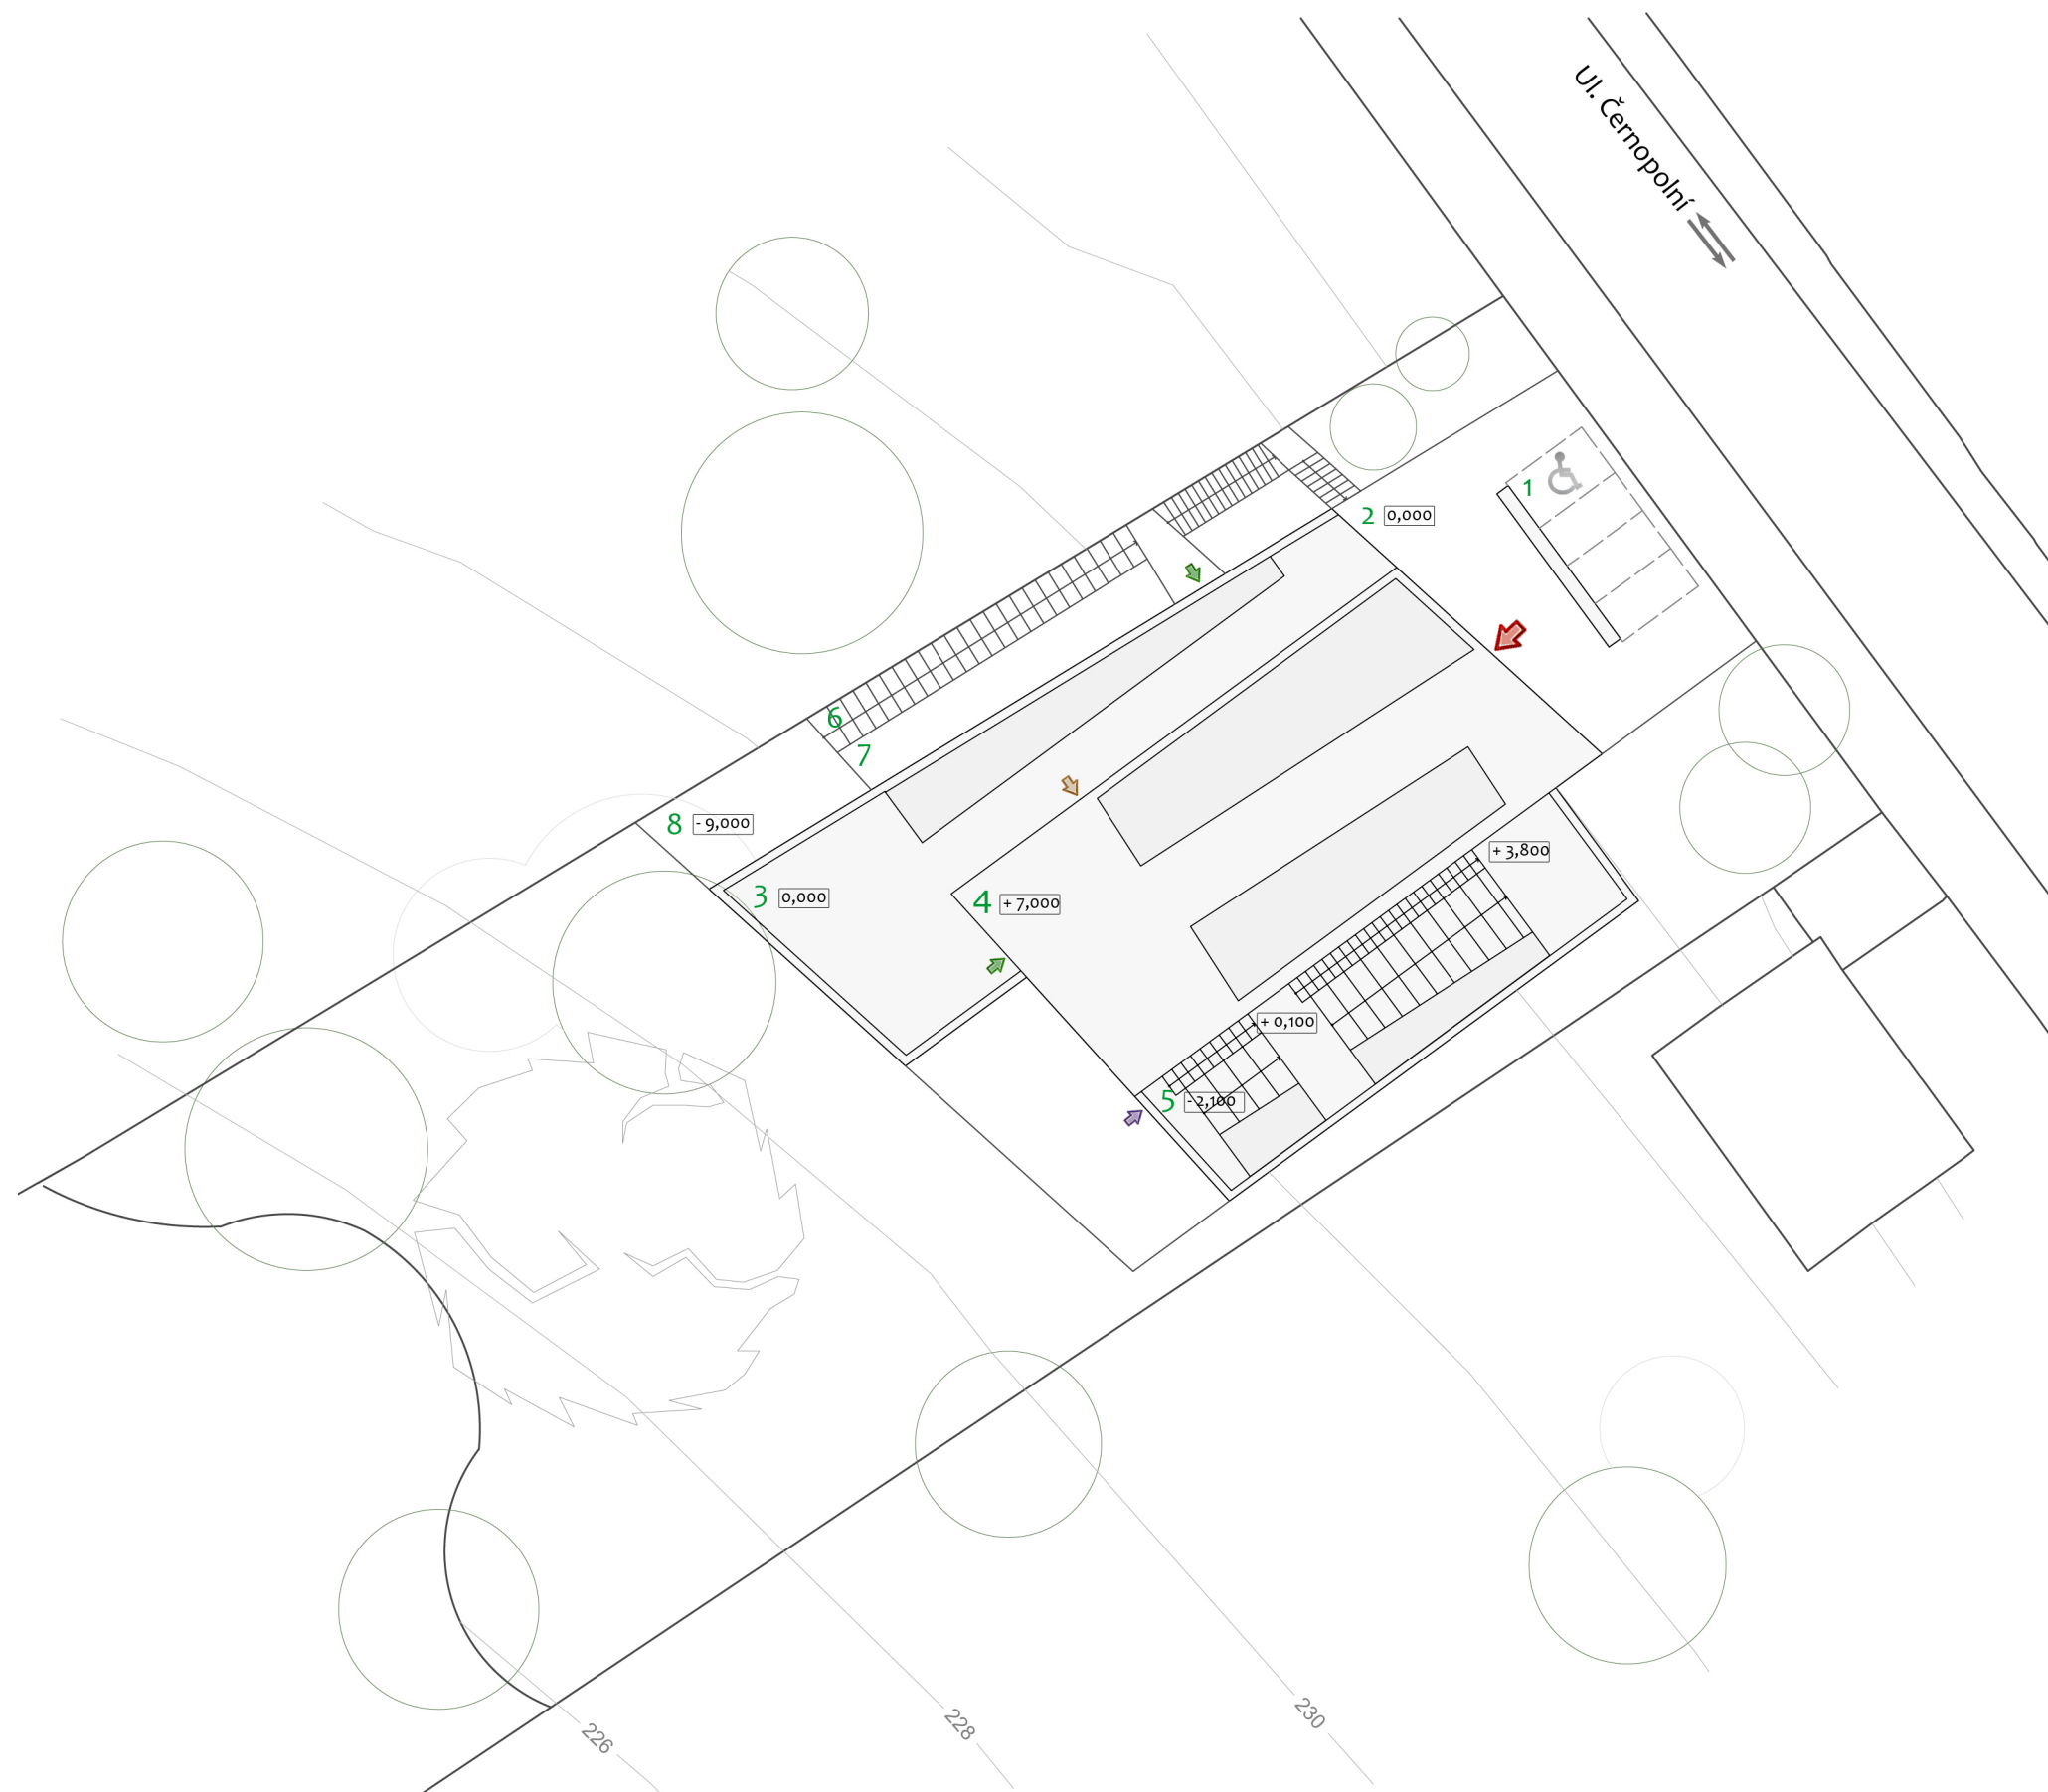 Ul. Černopolní
1
2 0,000
6
7
8 - 9,000
+ 3,800
3 0,000
4 + 7,000
+ 0,100
5 - 2,100
226
228
230